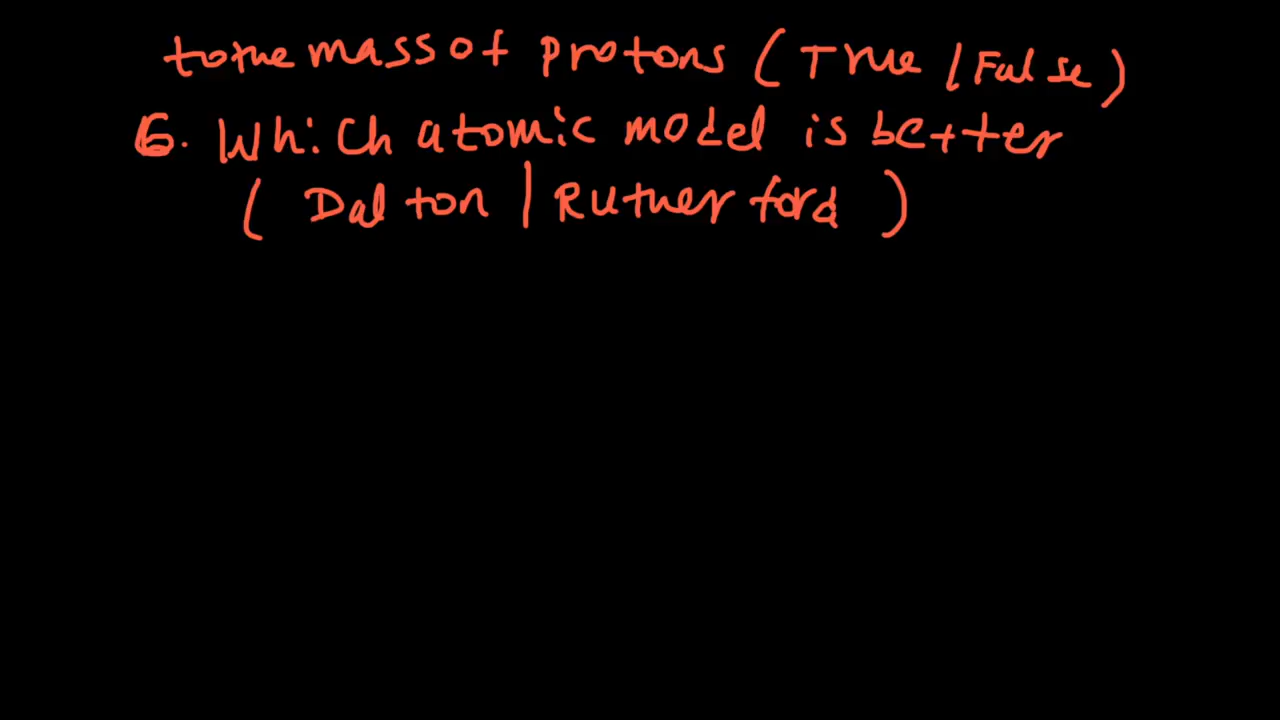 to the mass of protons ( True / False )
6. Which atomic model is better
( Dalton | Rutherford )